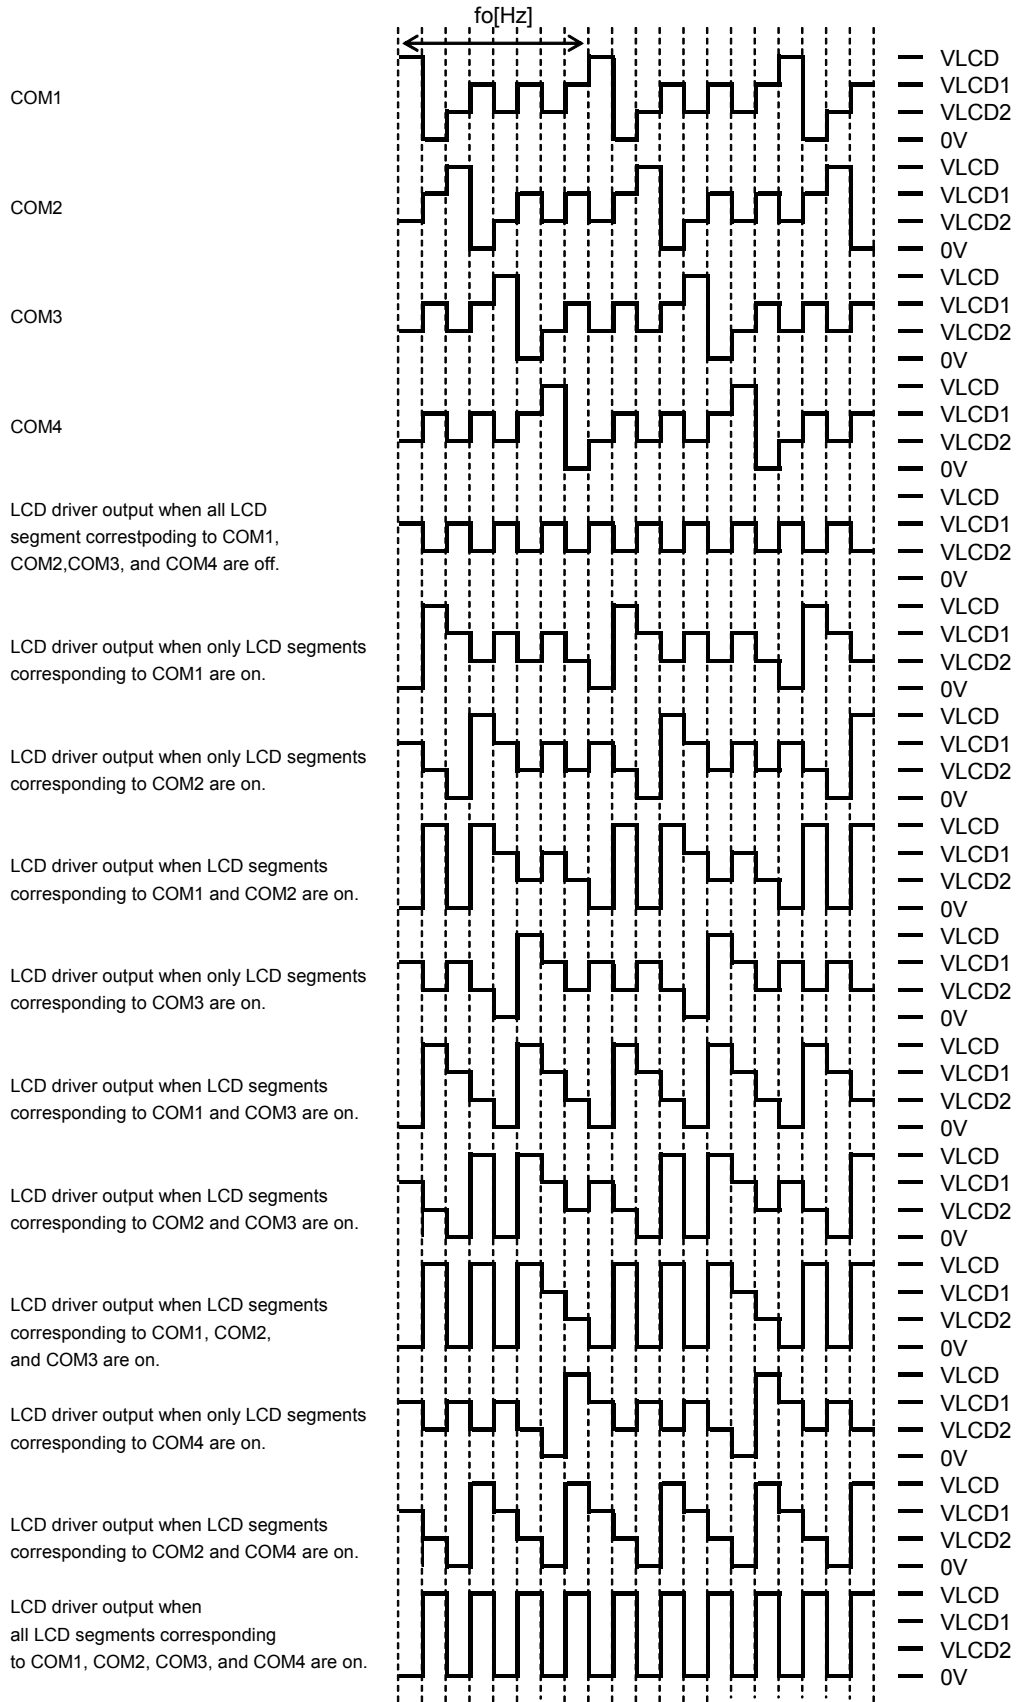 fo[Hz]
VLCD
VLCD1
COM1
VLCD2
0V
VLCD
VLCD1
COM2
VLCD2
0V
VLCD
VLCD1
COM3
VLCD2
0V
VLCD
VLCD1
COM4
VLCD2
0V
LCD driver output when all LCD
segment correstpoding to COM1,
COM2,COM3, and COM4 are off.
VLCD
VLCD1
VLCD2
0V
LCD driver output when only LCD segments
corresponding to COM1 are on.
VLCD
VLCD1
VLCD2
0V
LCD driver output when only LCD segments
corresponding to COM2 are on.
VLCD
VLCD1
VLCD2
0V
LCD driver output when LCD segments
corresponding to COM1 and COM2 are on.
VLCD
VLCD1
VLCD2
0V
LCD driver output when only LCD segments
corresponding to COM3 are on.
VLCD
VLCD1
VLCD2
0V
LCD driver output when LCD segments
corresponding to COM1 and COM3 are on.
VLCD
VLCD1
VLCD2
0V
LCD driver output when LCD segments
corresponding to COM2 and COM3 are on.
VLCD
VLCD1
VLCD2
0V
LCD driver output when LCD segments
corresponding to COM1, COM2,
and COM3 are on.
VLCD
VLCD1
VLCD2
0V
LCD driver output when only LCD segments
corresponding to COM4 are on.
VLCD
VLCD1
VLCD2
0V
LCD driver output when LCD segments
corresponding to COM2 and COM4 are on.
VLCD
VLCD1
VLCD2
0V
LCD driver output when
all LCD segments corresponding
to COM1, COM2, COM3, and COM4 are on.
VLCD
VLCD1
VLCD2
0V